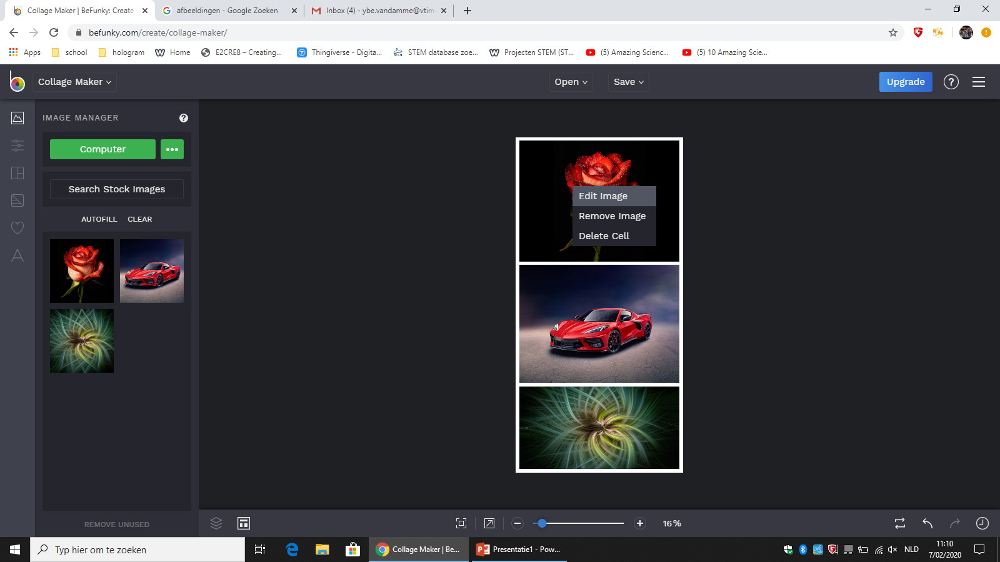 Collage Maker | BeFunky: Create
afbeeldingen - Google Zoeken
Inbox (4) - ybe.vandamme@vtim
befunky.com/create/collage-maker/
Apps
school
hologram
Home
E2CRE8 – Creating...
Thingiverse - Digita...
STEM database zoe...
Projecten STEM (ST...
(5) Amazing Scienc...
(5) 10 Amazing Scie...
Collage Maker
Open
Save
Upgrade
IMAGE MANAGER
Computer
Search Stock Images
AUTOFILL
CLEAR
Edit Image
Remove Image
Delete Cell
REMOVE UNUSED
16%
Typ hier om te zoeken
Collage Maker | Be...
Presentatie1 - Pow...
NLD
11:10
7/02/2020